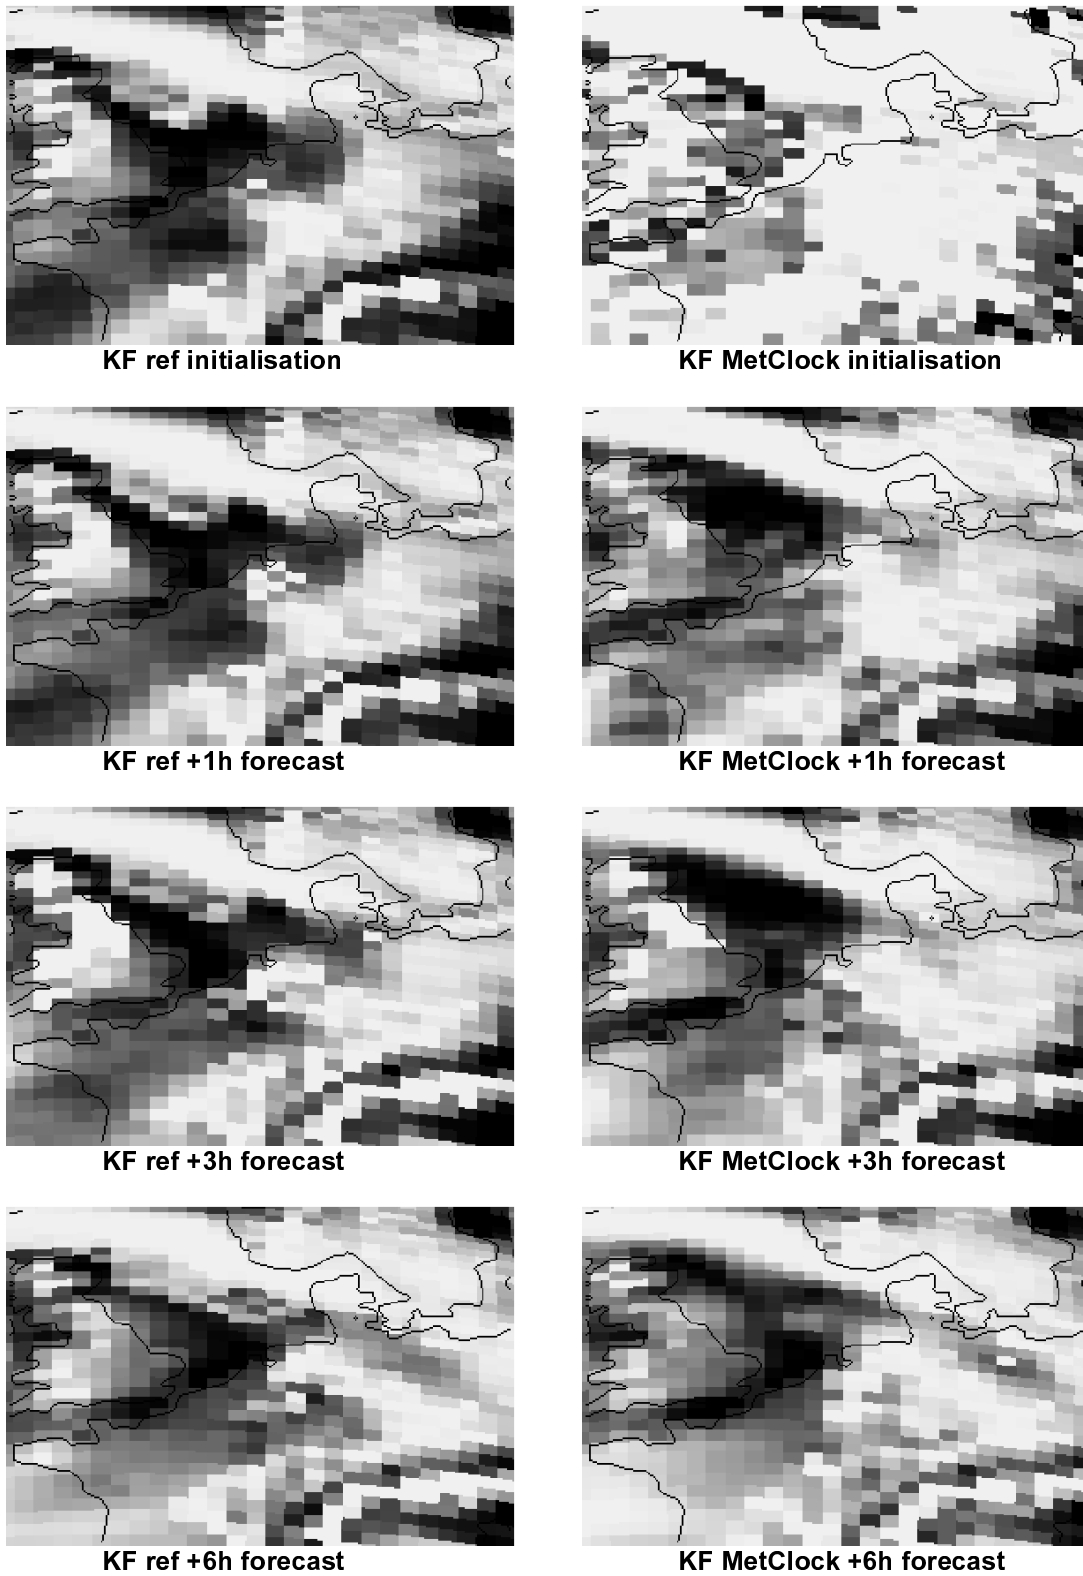 KF ref initialisation
KF MetClock initialisation
KF ref +1h forecast
KF MetClock +1h forecast
KF ref +3h forecast
KF MetClock +3h forecast
KF ref +6h forecast
KF MetClock +6h forecast